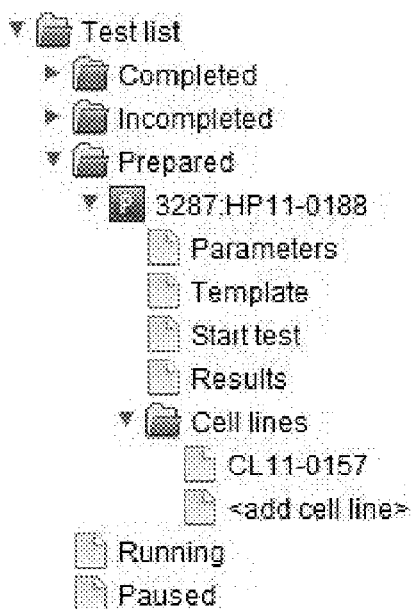 Test list
Completed
Incompleted
Prepared
3287:HP11-0188
Parameters
Template
Start test
Results
Cell lines
CL11-0157
<add cell line>
Running
Paused